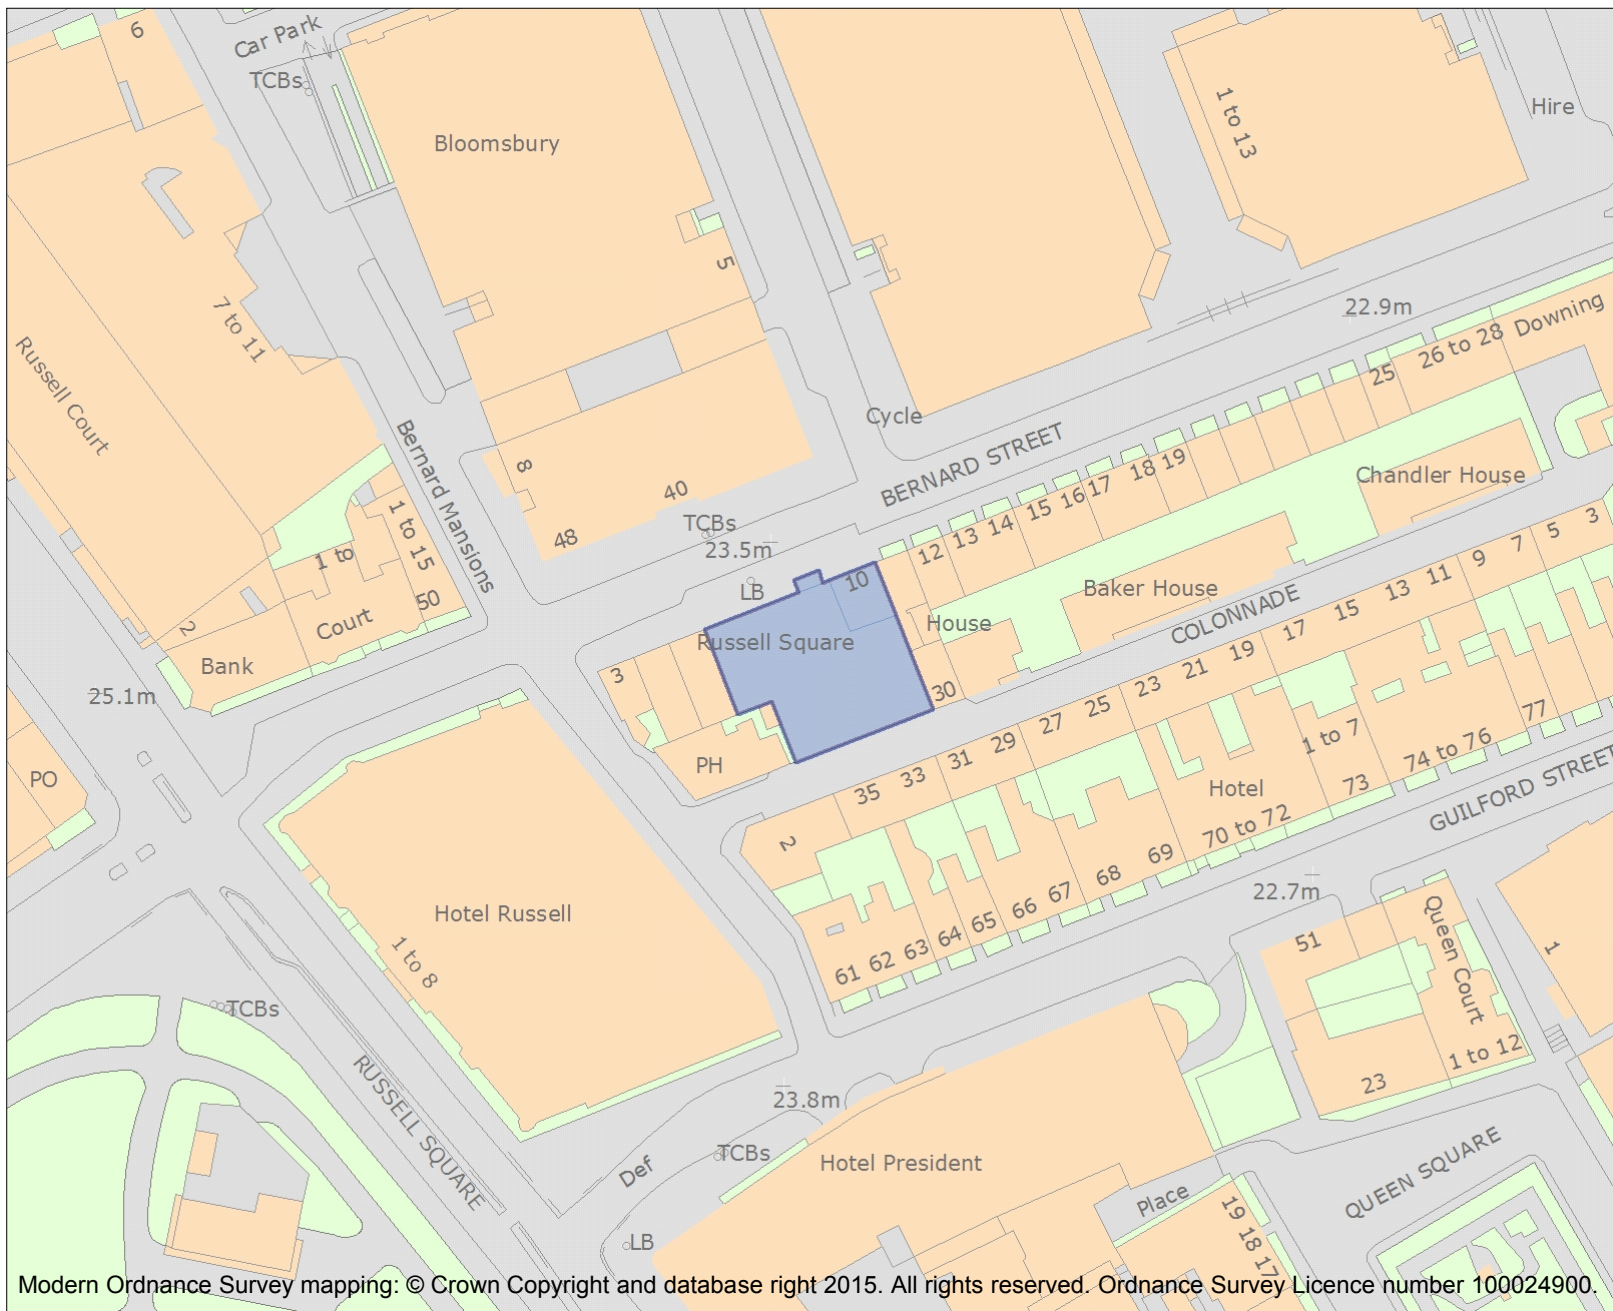 6
Car Park
TCBs
Bloomsbury
1 to 13
Hire
5
7 to 11
Russell Court
22.9m
Downing
26 to 28
25
Cycle
BERNARD STREET
Bernard Mansions
8
40
48
TCBs
23.5m
LB
19
18
17
16
15
14
13
12
10
Chandler House
Baker House
House
COLONNADE
3
5
7
9
11
13
15
17
19
21
23
25
27
29
31
33
35
1 to 15
1 to
50
Court
2
Bank
25.1m
PO
3
Russell Square
30
PH
2
Hotel
1 to 7
77
74 to 76
73
70 to 72
69
68
67
66
65
64
63
62
61
GUILFORD STREET
22.7m
Hotel Russell
1 to 8
51
Queen Court
1
1 to 12
23
TCBs
RUSSELL SQUARE
23.8m
TCBs
Def
Hotel President
LB
Place
QUEEN SQUARE
19 18 17
Modern Ordnance Survey mapping: © Crown Copyright and database right 2015. All rights reserved. Ordnance Survey Licence number 100024900.